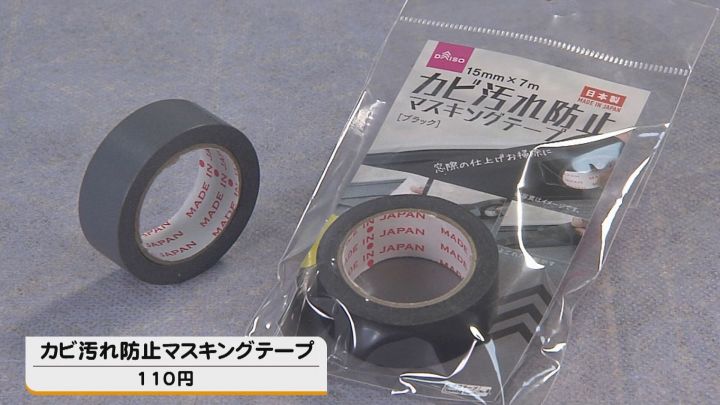 DAISO
15mm×7m
カビ汚れ防止
マスキングテープ
[ブラック]
日本製
MADE IN JAPAN
窓際の仕上げお掃除に
MADE IN JAPAN
MADE IN
MADE IN JAPAN
MADE
カビ汚れ防止マスキングテープ
110円